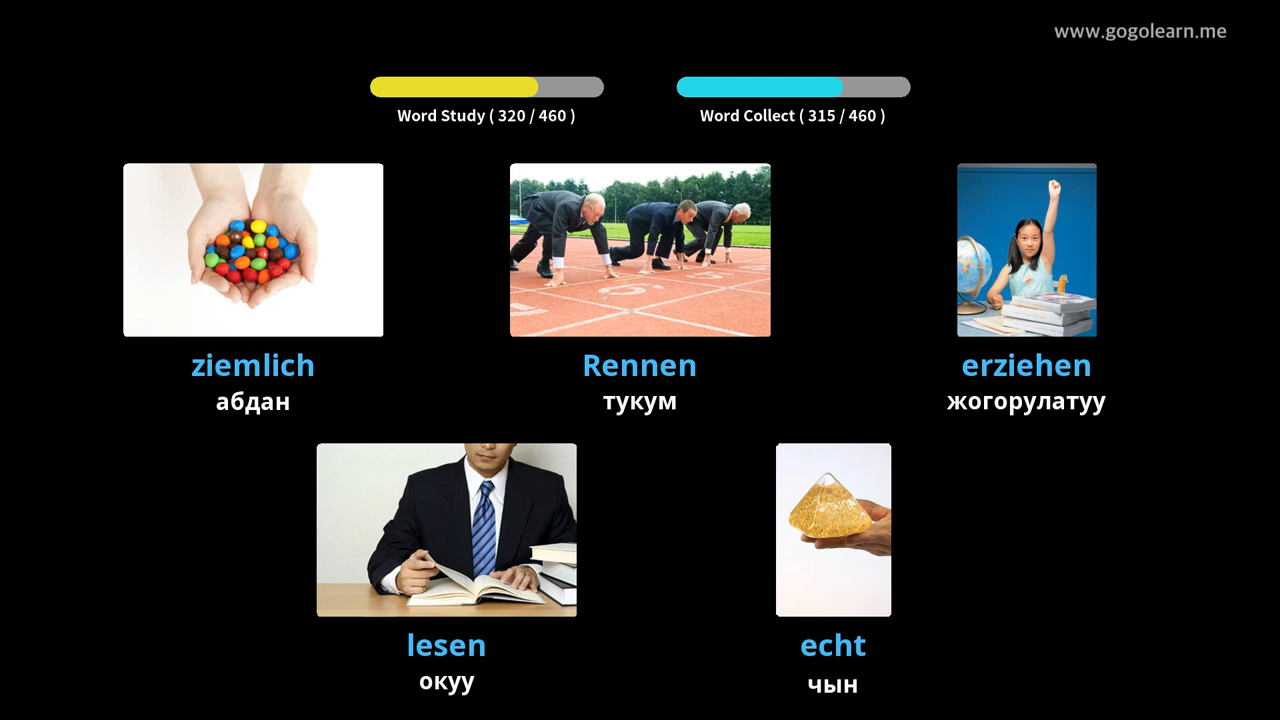 www.gogolearn.me
Word Study ( 320 / 460 )
Word Collect ( 315 / 460 )
ziemlich
абдан
Rennen
тукум
erziehen
жогорулатуу
lesen
окуу
echt
чын